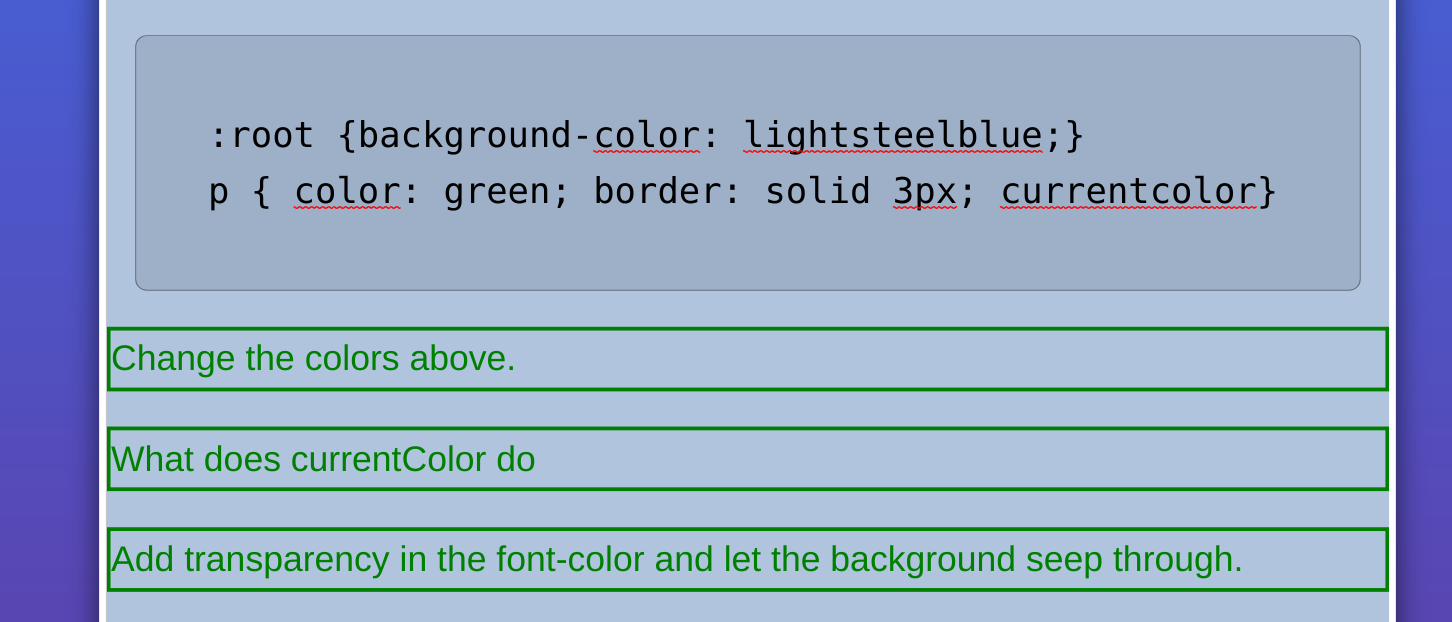 :root {background-color: lightsteelblue;}
p { color: green; border: solid 3px; currentcolor}
Change the colors above.
What does currentColor do
Add transparency in the font-color and let the background seep through.